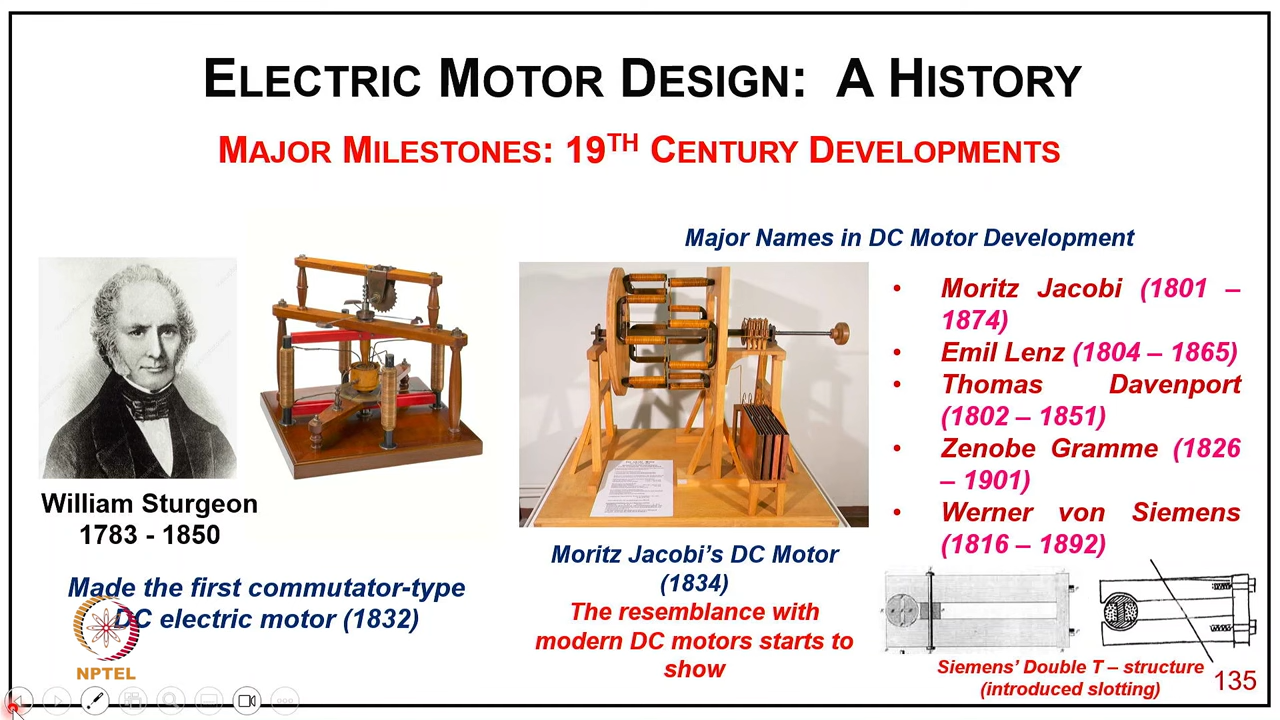 ELECTRIC MOTOR DESIGN: A HISTORY
MAJOR MILESTONES: 19TH CENTURY DEVELOPMENTS
Major Names in DC Motor Development
William Sturgeon
1783 - 1850
Made the first commutator-type
DC electric motor (1832)
Moritz Jacobi's DC Motor
(1834)
The resemblance with
modern DC motors starts to
show
• Moritz Jacobi (1801 –
1874)
• Emil Lenz (1804 – 1865)
• Thomas Davenport
(1802 – 1851)
• Zenobe Gramme (1826
– 1901)
• Werner von Siemens
(1816 – 1892)
Siemens' Double T – structure
(introduced slotting)
NPTEL
135